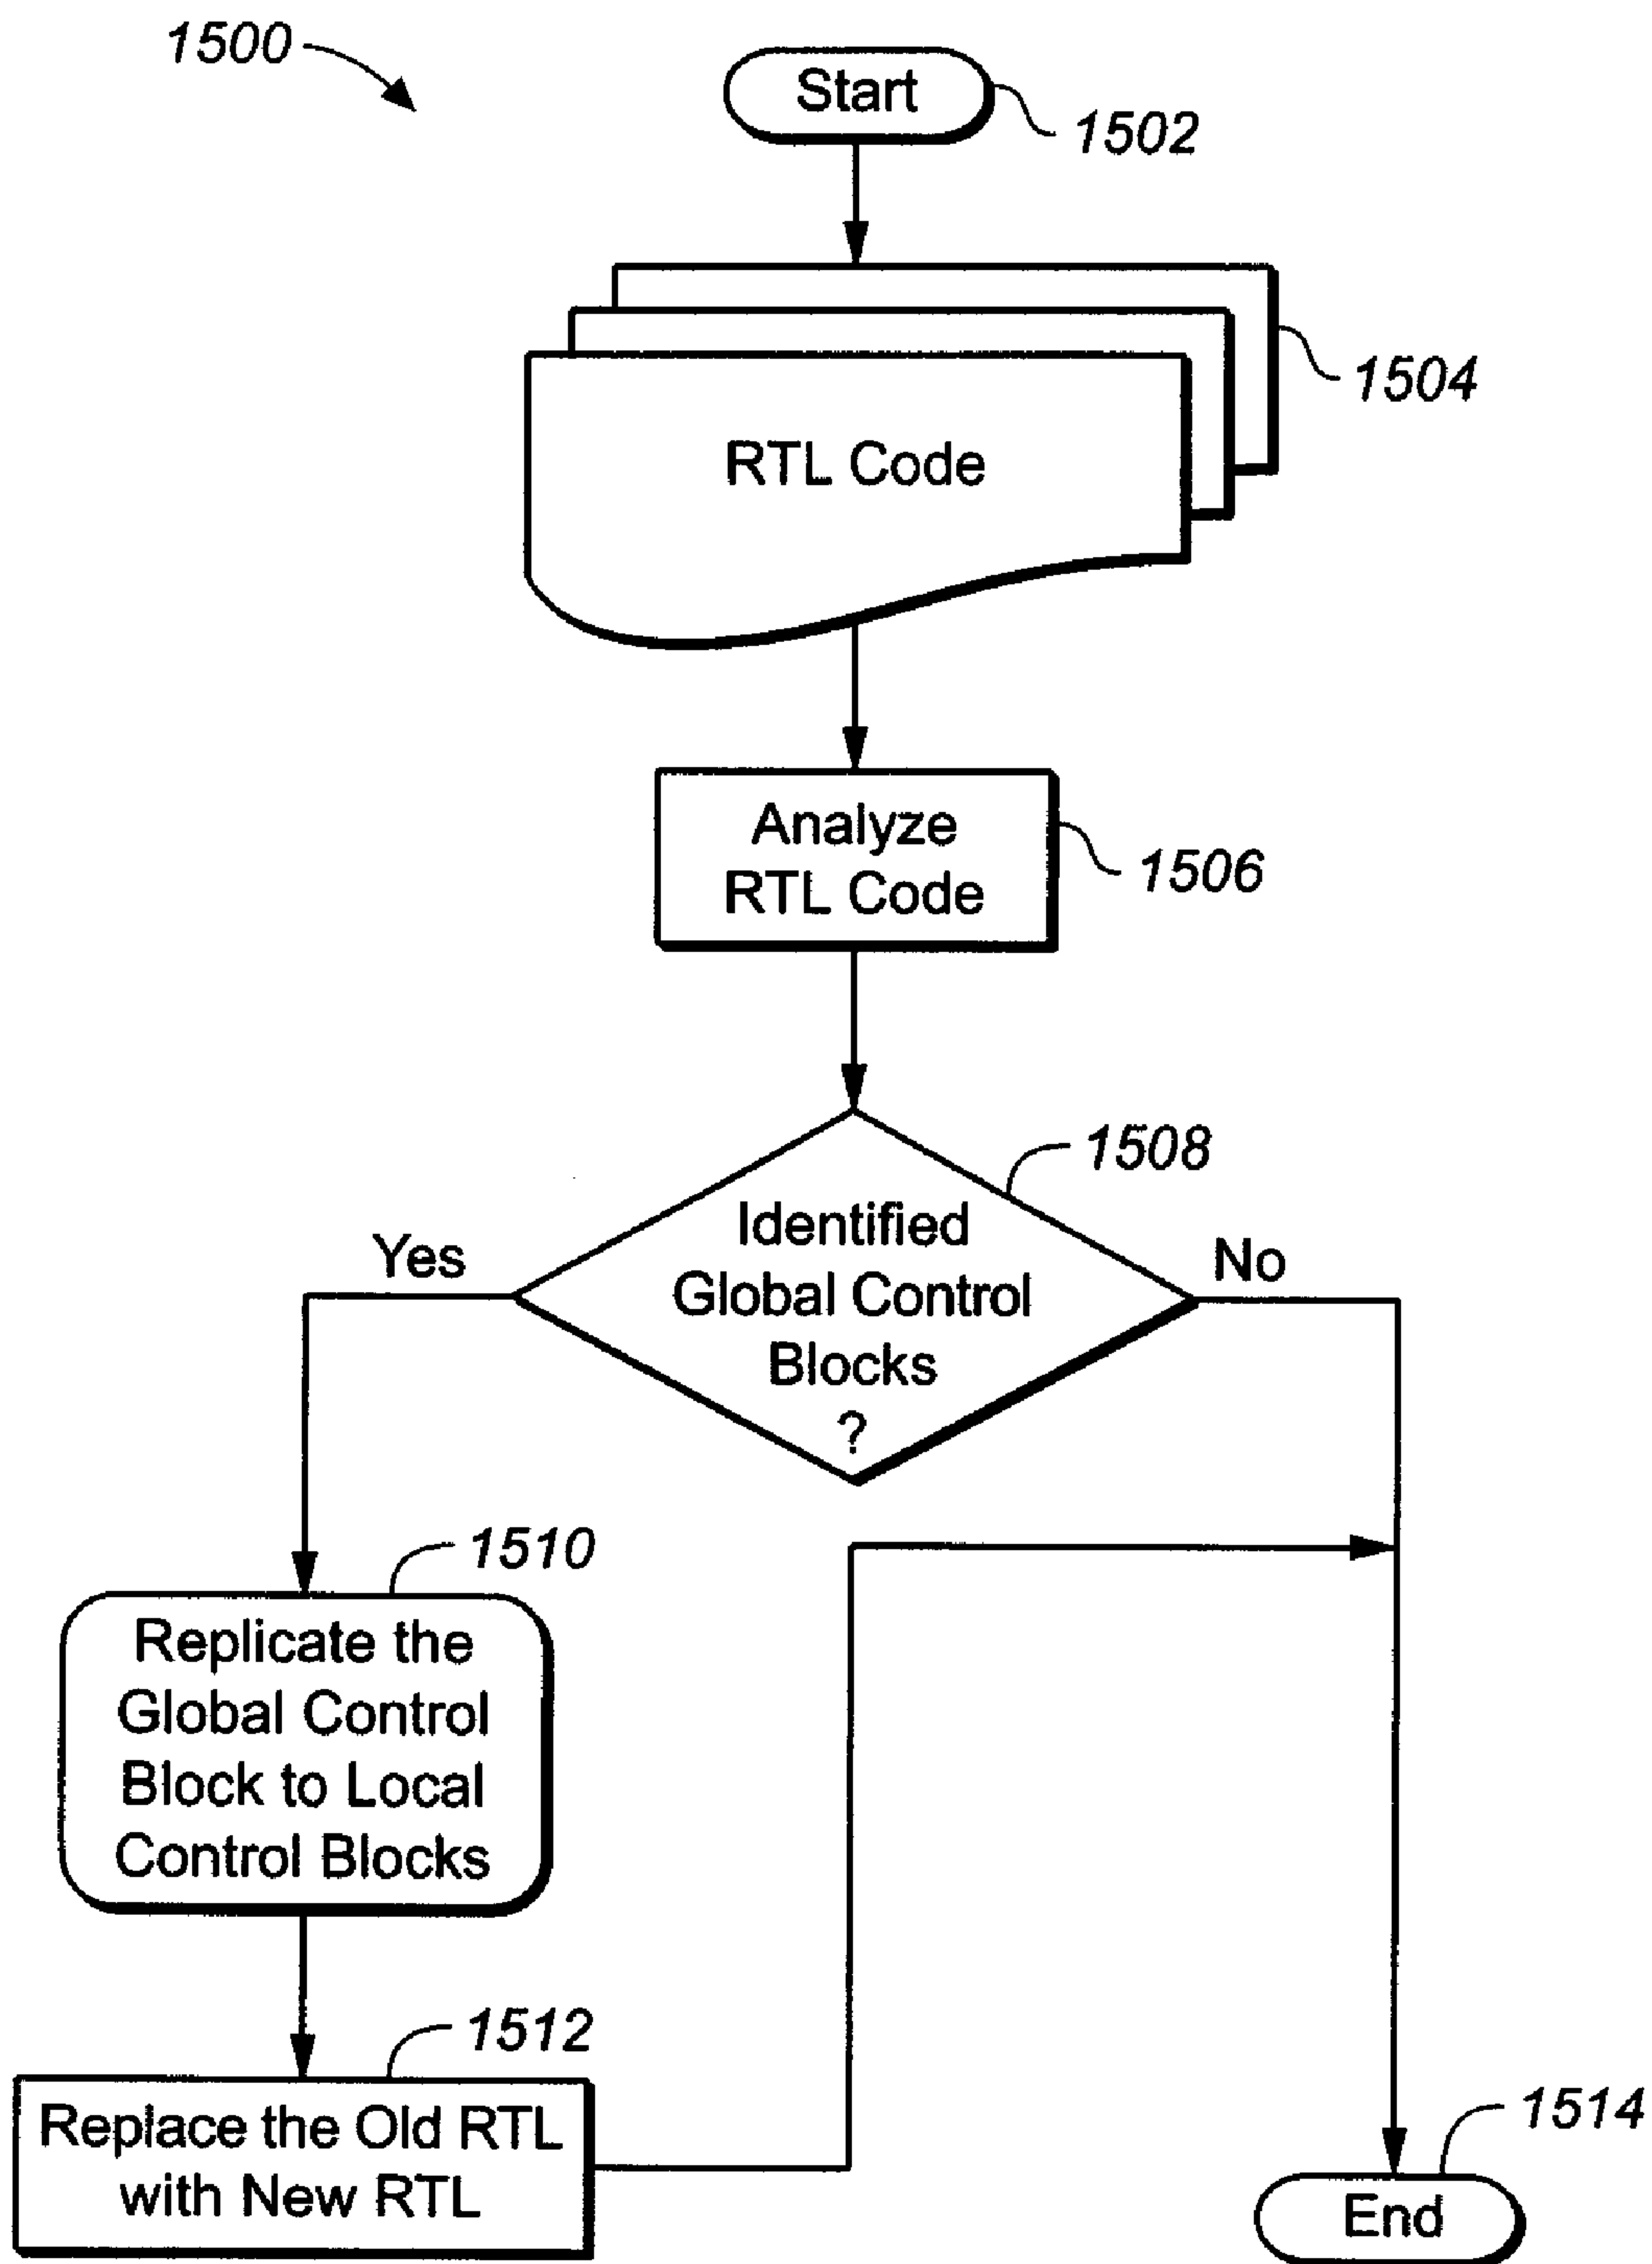 1500
Start
1502
1504
RTL Code
Analyze
RTL Code
1506
1508
Identified
Global Control
Blocks
?
Yes
No
1510
Replicate the
Global Control
Block to Local
Control Blocks
1512
Replace the Old RTL
with New RTL
1514
End